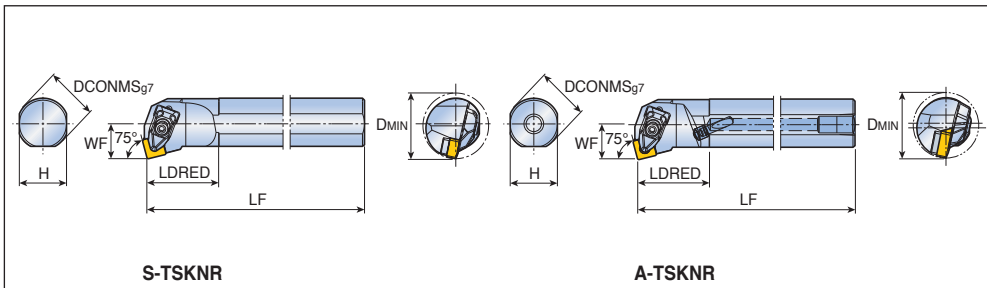 DCONMSg7
WF
75°
H
LDRED
LF
DMIN
S-TSKNR
DCONMSg7
WF
75°
H
LDRED
LF
DMIN
A-TSKNR